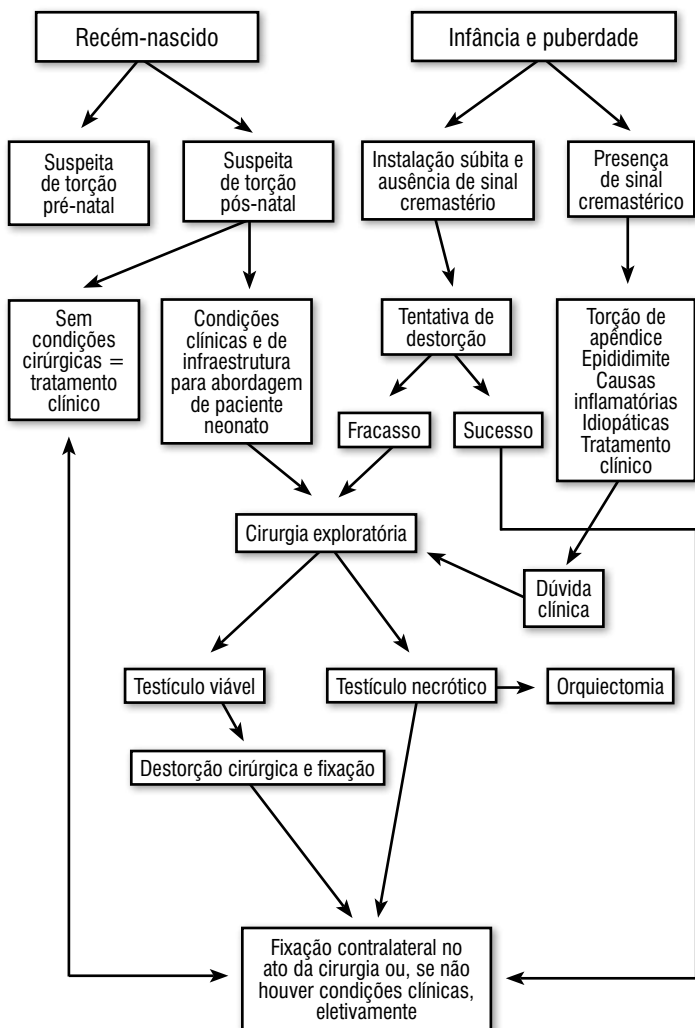 Recém-nascido
Infância e puberdade
Suspeita
de torção
pré-natal
Suspeita
de torção
pós-natal
Instalação súbita e
ausência de sinal
cremastério
Presença
de sinal
cremastérico
Sem
condições
cirúrgicas =
tratamento
clínico
Condições
clínicas e de
infraestrutura
para abordagem
de paciente
neonato
Tentativa de
destorção
Torção de
apêndice
Epididimite
Causas
inflamatórias
Idiopáticas
Tratamento
clínico
Fracasso
Sucesso
Cirurgia exploratória
Dúvida
clínica
Testículo viável
Testículo necrótico
Orquiectomia
Destorção cirúrgica e fixação
Fixação contralateral no
ato da cirurgia ou, se não
houver condições clínicas,
eletivamente